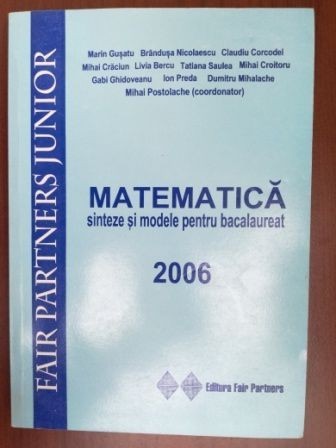 Marin Gușatu Brândușa Nicolaescu Claudiu Corcodel
Mihai Crăciun Livia Bercu Tatiana Saulea Mihai Croitoru
Gabi Ghidoveanu Ion Preda Dumitru Mihalache
Mihai Postolache (coordonator)
FAIR PARTNERS JUNIOR
MATEMATICĂ
sinteze și modele pentru bacalaureat
2006
Editura Fair Partners